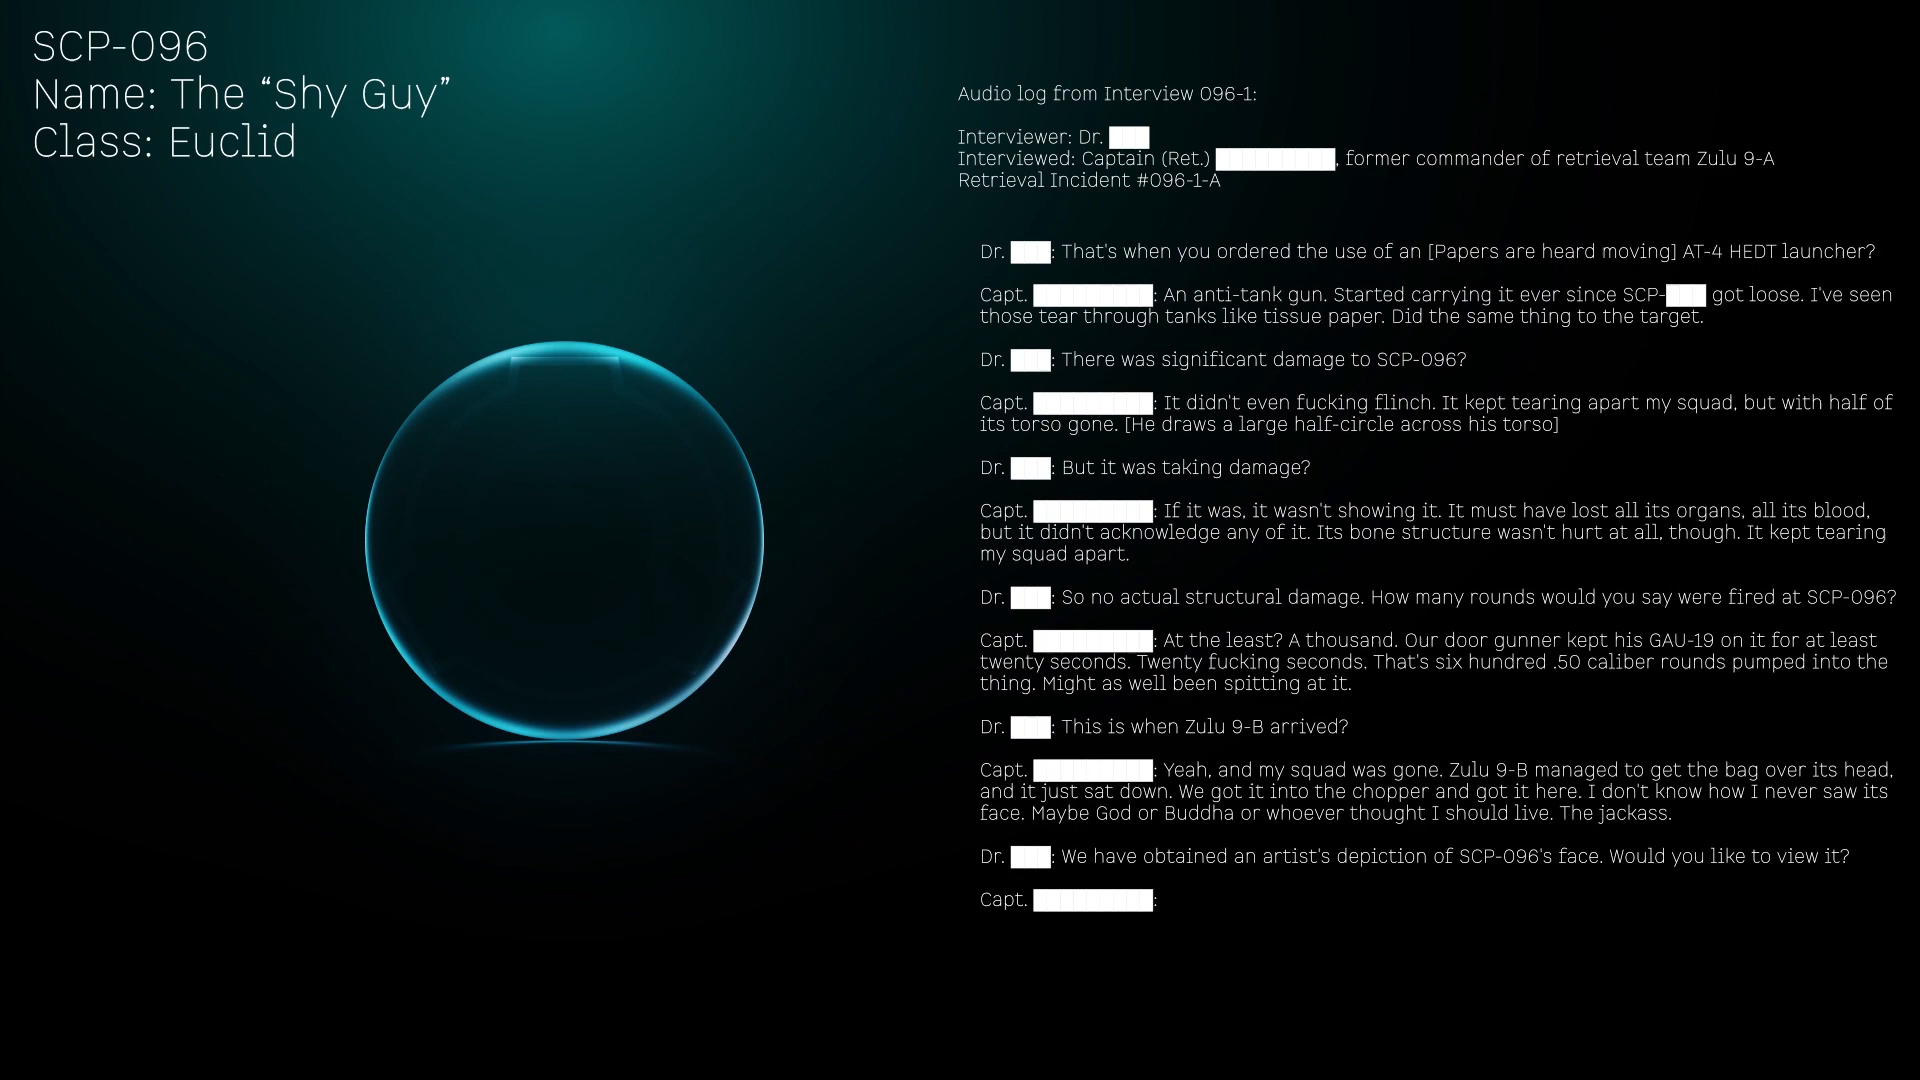 SCP-096
Name: The “Shy Guy”
Class: Euclid
Audio log from Interview 096-1:
Interviewer: Dr. ███
Interviewed: Captain (Ret.) █████████, former commander of retrieval team Zulu 9-A
Retrieval Incident #096-1-A
Dr. ███: That's when you ordered the use of an [Papers are heard moving] AT-4 HEDT launcher?
Capt. █████████: An anti-tank gun. Started carrying it ever since SCP-███ got loose. I've seen
those tear through tanks like tissue paper. Did the same thing to the target.
Dr. ███: There was significant damage to SCP-096?
Capt. █████████: It didn't even fucking flinch. It kept tearing apart my squad, but with half of
its torso gone. [He draws a large half-circle across his torso]
Dr. ███: But it was taking damage?
Capt. █████████: If it was, it wasn't showing it. It must have lost all its organs, all its blood,
but it didn't acknowledge any of it. Its bone structure wasn't hurt at all, though. It kept tearing
my squad apart.
Dr. ███: So no actual structural damage. How many rounds would you say were fired at SCP-096?
Capt. █████████: At the least? A thousand. Our door gunner kept his GAU-19 on it for at least
twenty seconds. Twenty fucking seconds. That's six hundred .50 caliber rounds pumped into the
thing. Might as well been spitting at it.
Dr. ███: This is when Zulu 9-B arrived?
Capt. █████████: Yeah, and my squad was gone. Zulu 9-B managed to get the bag over its head,
and it just sat down. We got it into the chopper and got it here. I don't know how I never saw its
face. Maybe God or Buddha or whoever thought I should live. The jackass.
Dr. ███: We have obtained an artist's depiction of SCP-096's face. Would you like to view it?
Capt. █████████: